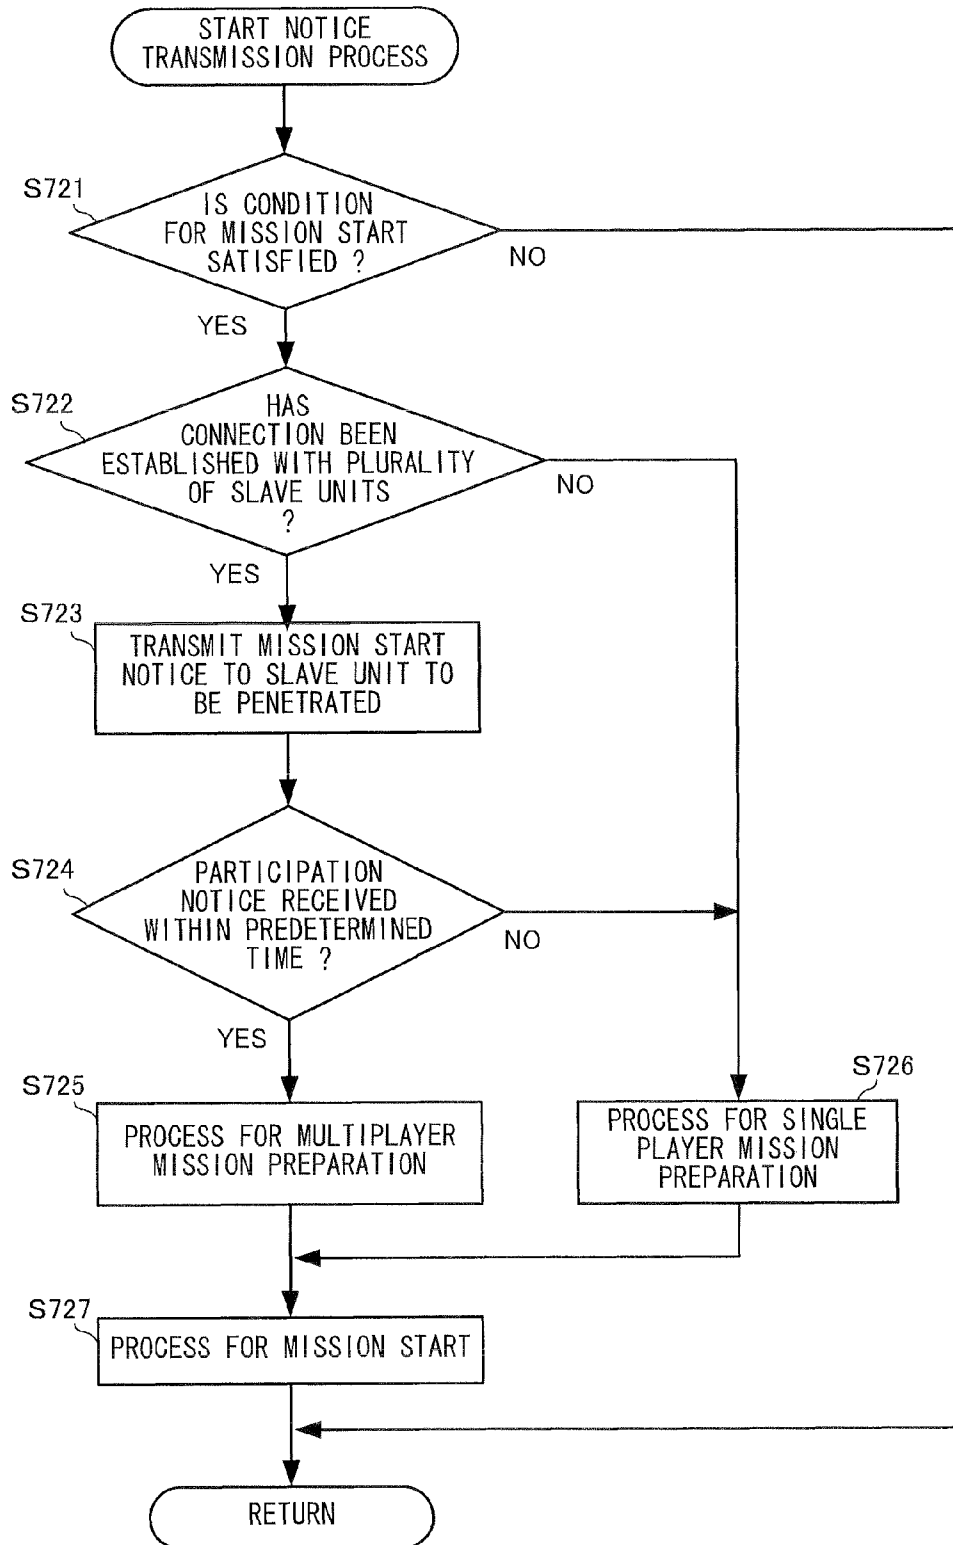 START NOTICE
TRANSMISSION PROCESS
S721
IS CONDITION
FOR MISSION START
SATISFIED ?
NO
YES
S722
HAS
CONNECTION BEEN
ESTABLISHED WITH PLURALITY
OF SLAVE UNITS
?
NO
YES
S723
TRANSMIT MISSION START
NOTICE TO SLAVE UNIT TO
BE PENETRATED
S724
PARTICIPATION
NOTICE RECEIVED
WITHIN PREDETERMINED
TIME ?
NO
YES
S725
PROCESS FOR MULTIPLAYER
MISSION PREPARATION
S726
PROCESS FOR SINGLE
PLAYER MISSION
PREPARATION
S727
PROCESS FOR MISSION START
RETURN